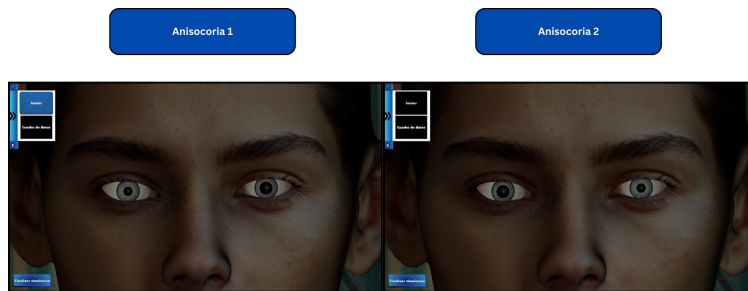 Anisocoria 1
Anisocoria 2
Iniciar
Cuadro de datos
Finalizar simulacion
Iniciar
Cuadro de datos
Finalizar simulacion